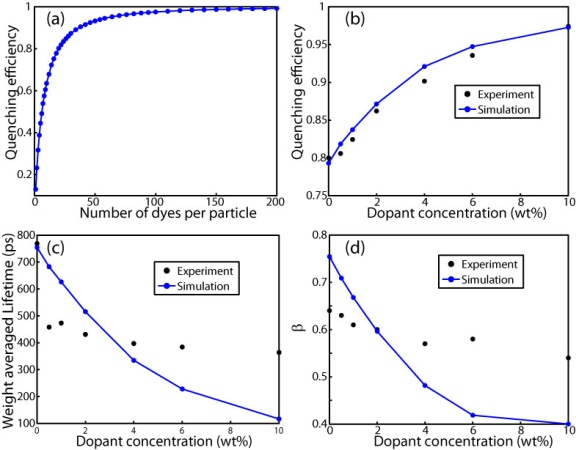 (a)
Quenching efficiency
1
0.8
0.6
0.4
0.2
0
50
100
150
200
Number of dyes per particle
(b)
Quenching efficiency
1
0.95
0.9
0.85
0.8
0.75
Experiment
Simulation
0
2
4
6
10
Dopant concentration (wt%)
(c)
Weight averaged Lifetime (ps)
800
700
600
500
400
300
200
100
Experiment
Simulation
0
2
4
6
10
Dopant concentration (wt%)
(d)
β
0.8
0.7
0.6
0.5
0.4
Experiment
Simulation
0
2
4
6
10
Dopant concentration (wt%)